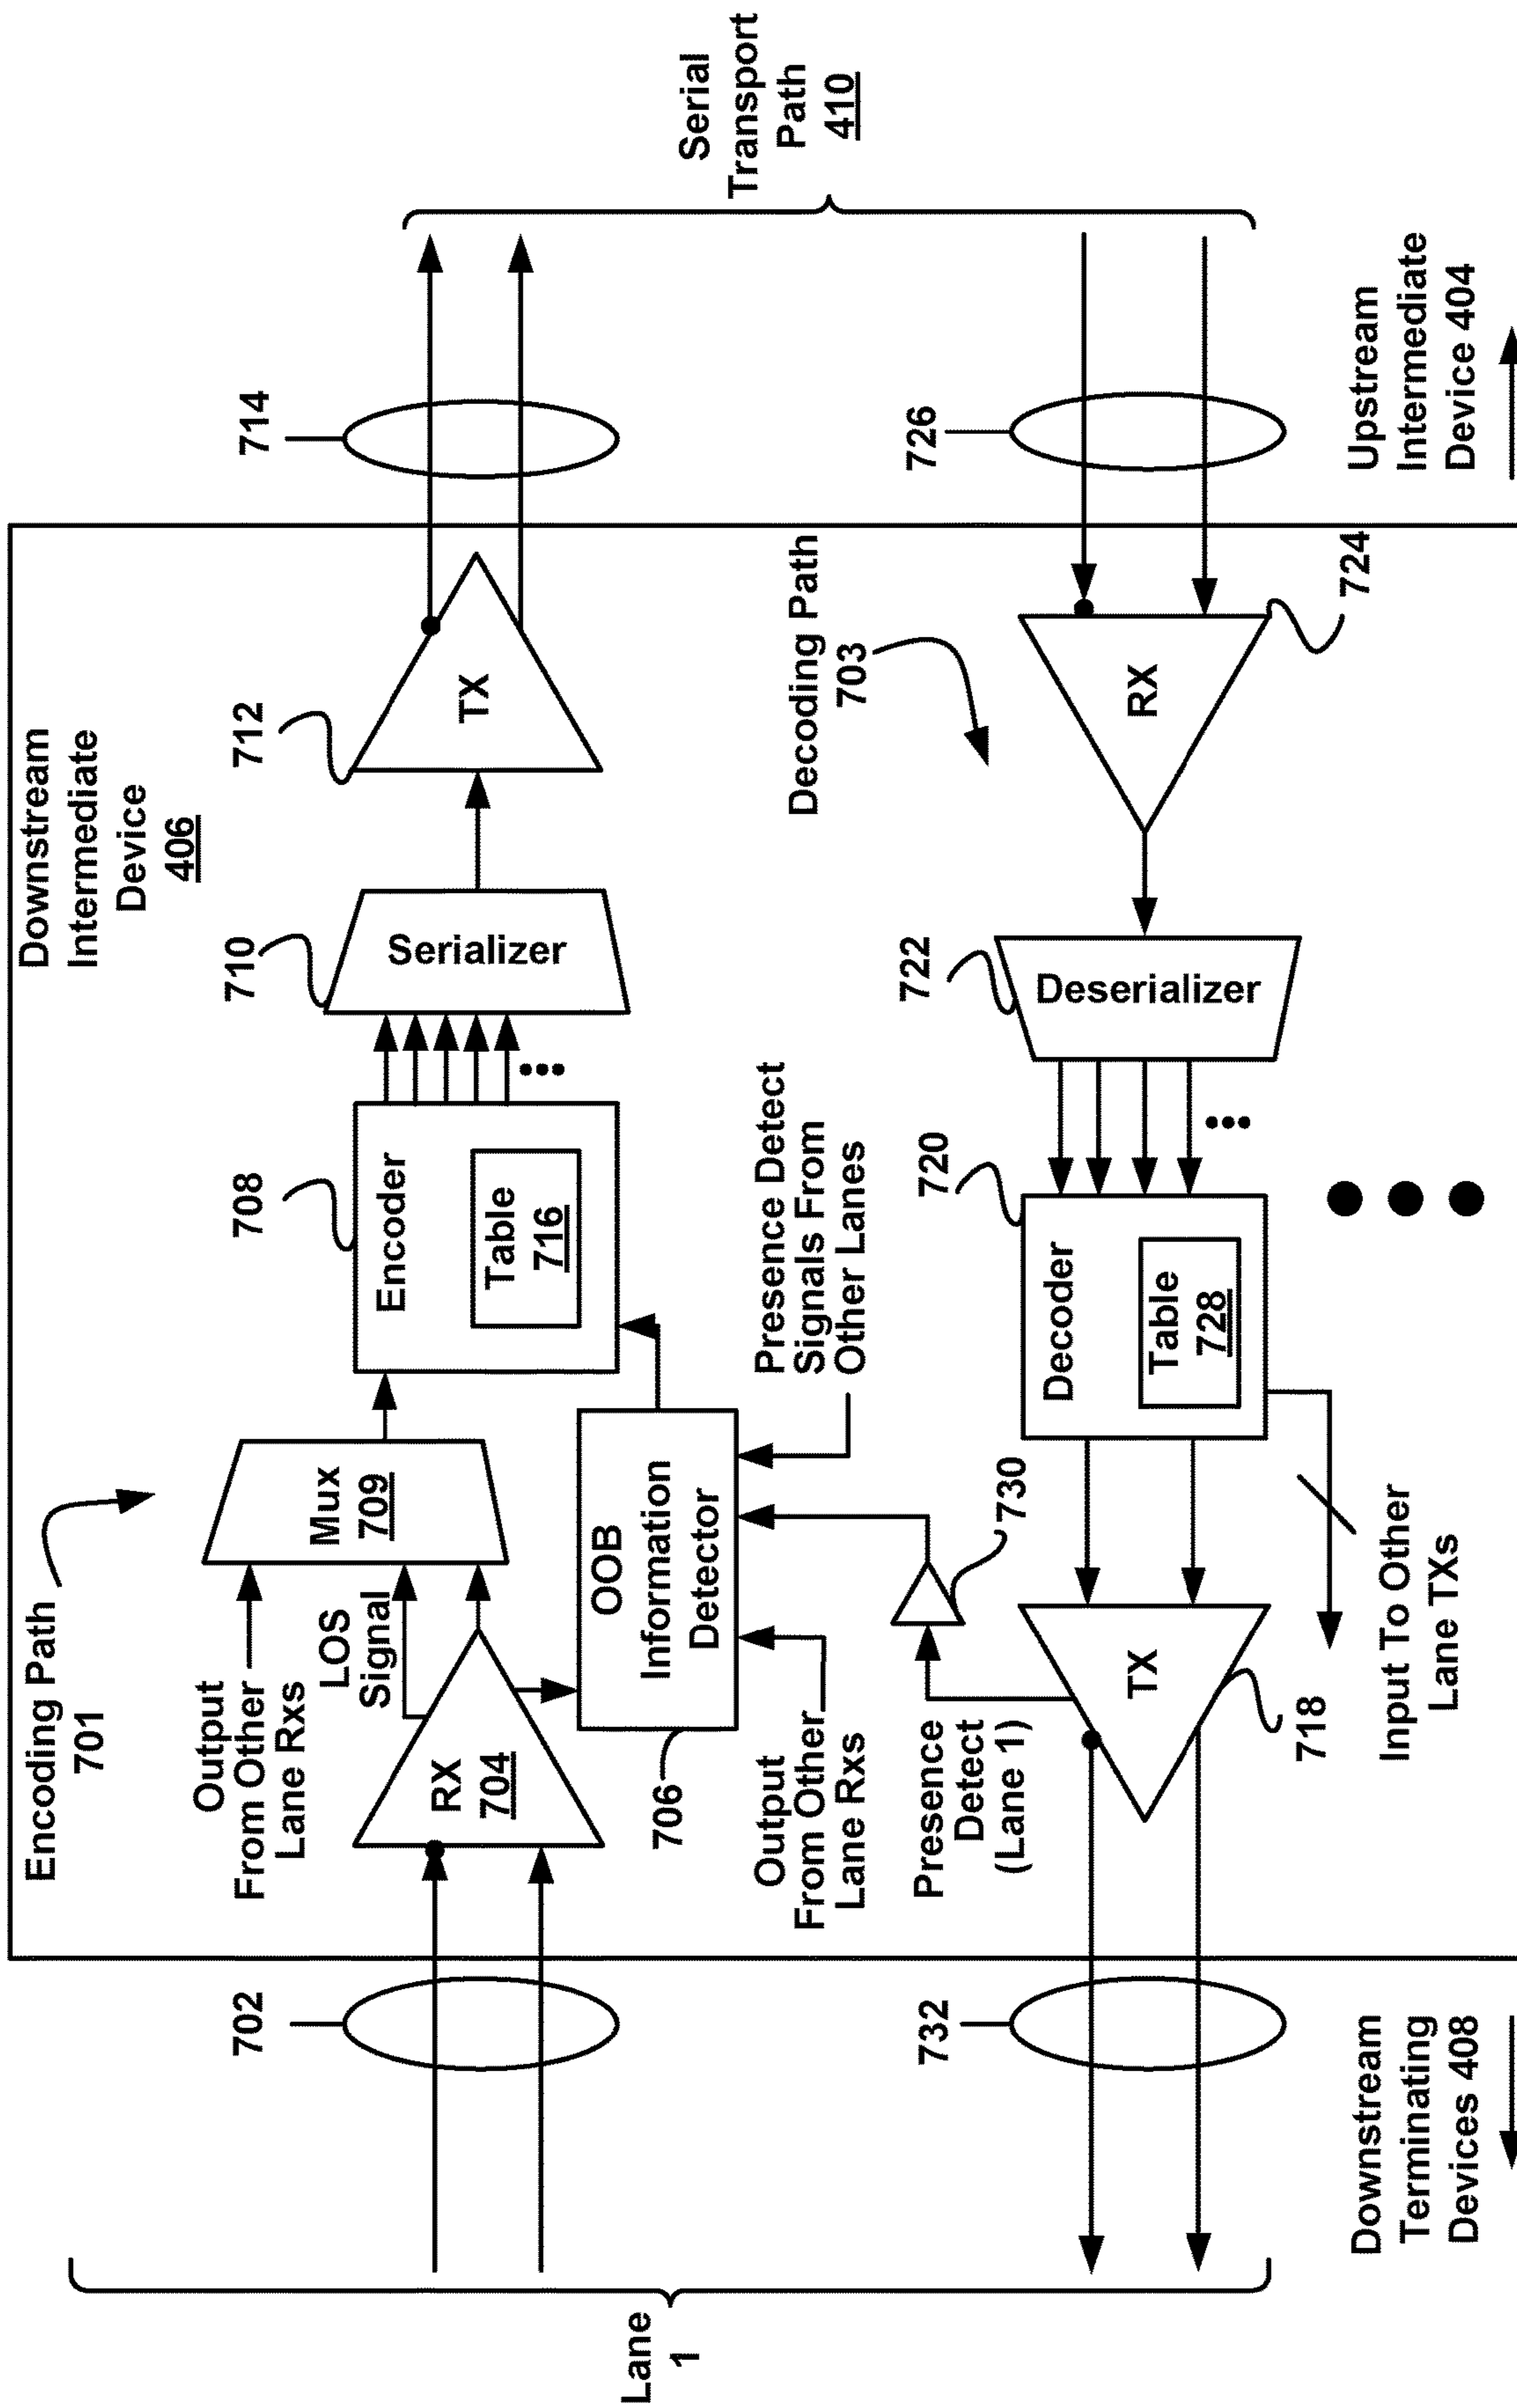 Downstream
Intermediate
Device
406
Encoding Path
701
Output
From Other
Lane Rxs
LOS
Signal
Mux
709
RX
704
702
Lane
1
708
Encoder
Table
716
710
Serializer
712
TX
714
Serial
Transport
Path
410
OOB
Information
Detector
706
Output
From Other
Lane Rxs
Presence Detect
Signals From
Other Lanes
Presence
Detect
(Lane 1)
730
Decoding Path
703
732
TX
718
720
Decoder
Table
728
722
Deserializer
RX
724
726
Input To Other
Lane TXs
Downstream
Terminating
Devices 408
Upstream
Intermediate
Device 404